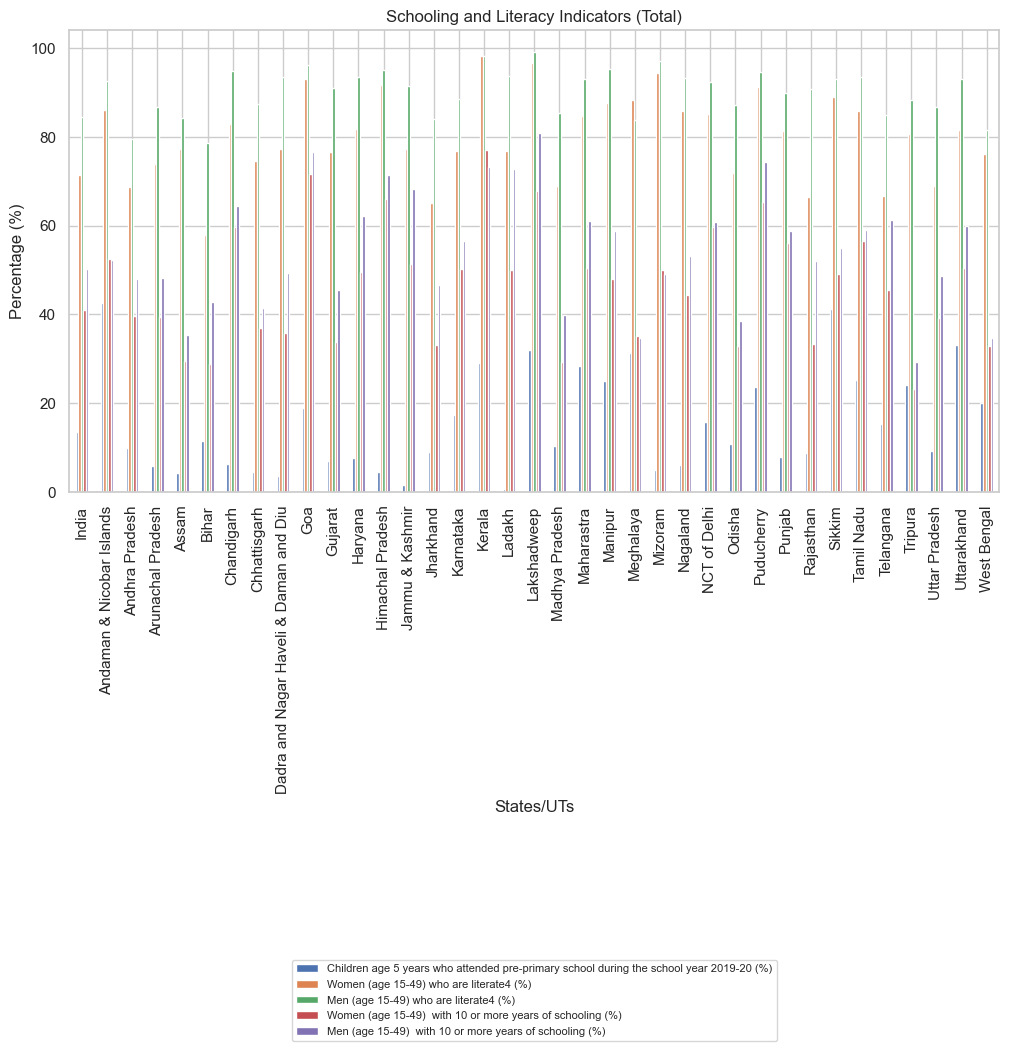 Schooling and Literacy Indicators (Total)
Percentage (%)
100
80
60
40
20
0
India
Andaman & Nicobar Islands
Andhra Pradesh
Arunachal Pradesh
Assam
Bihar
Chandigarh
Chhattisgarh
Dadra and Nagar Haveli & Daman and Diu
Goa
Gujarat
Haryana
Himachal Pradesh
Jammu & Kashmir
Jharkhand
Karnataka
Kerala
Ladakh
Lakshadweep
Madhya Pradesh
Maharastra
Manipur
Meghalaya
Mizoram
Nagaland
NCT of Delhi
Odisha
Puducherry
Punjab
Rajasthan
Sikkim
Tamil Nadu
Telangana
Tripura
Uttar Pradesh
Uttarakhand
West Bengal
States/UTs
Children age 5 years who attended pre-primary school during the school year 2019-20 (%)
Women (age 15-49) who are literate4 (%)
Men (age 15-49) who are literate4 (%)
Women (age 15-49)  with 10 or more years of schooling (%)
Men (age 15-49)  with 10 or more years of schooling (%)